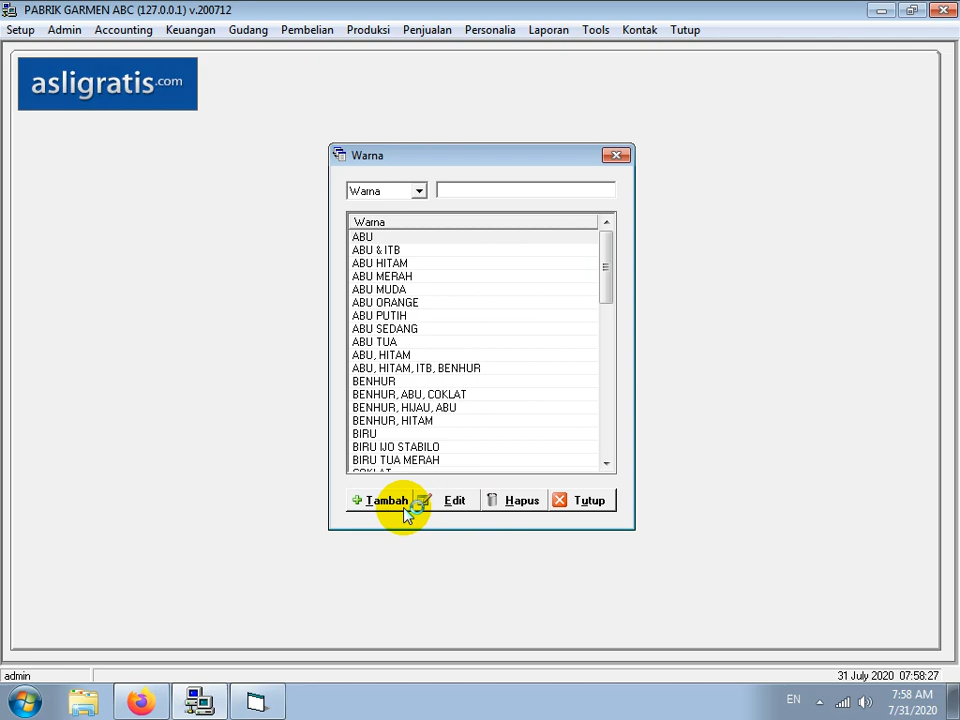 PABRIK GARMEN ABC (127.0.0.1) v.200712
Setup Admin Accounting Keuangan Gudang Pembelian Produksi Penjualan Personalia Laporan Tools Kontak Tutup
asligratis.com
Warna
Warna
Warna
ABU
ABU & ITB
ABU HITAM
ABU MERAH
ABU MUDA
ABU ORANGE
ABU PUTIH
ABU SEDANG
ABU TUA
ABU, HITAM
ABU, HITAM, ITB, BENHUR
BENHUR
BENHUR, ABU, COKLAT
BENHUR, HIJAU, ABU
BENHUR, HITAM
BIRU
BIRU IJO STABILO
BIRU TUA MERAH
COKLAT
Tambah Edit Hapus Tutup
admin 31 July 2020 07:58:27
EN 7:58 AM
7/31/2020